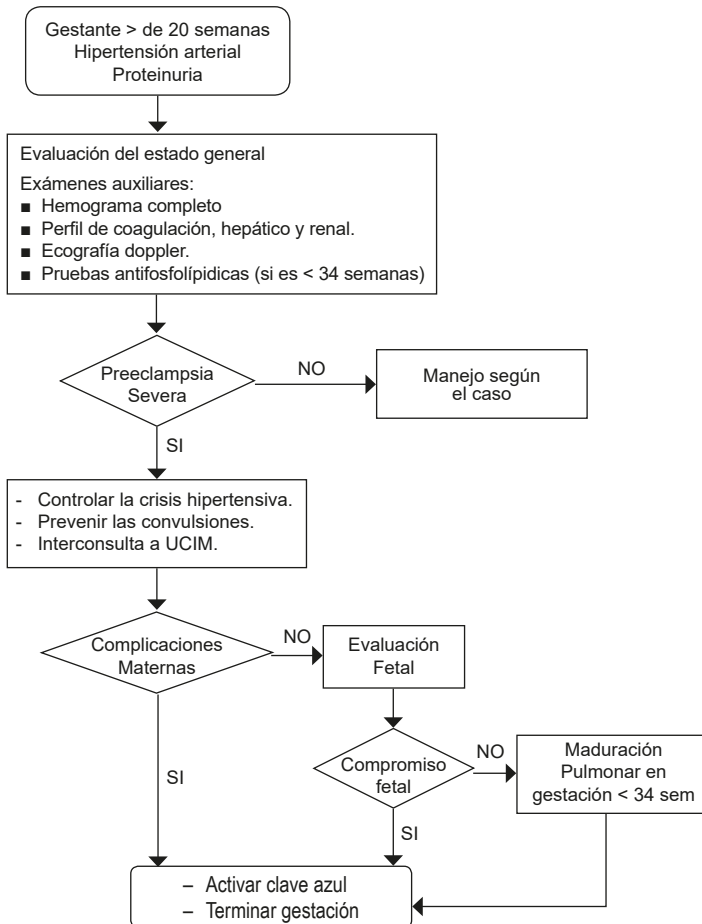 Gestante > de 20 semanas
Hipertensión arterial
Proteinuria
Evaluación del estado general
Exámenes auxiliares:
■ Hemograma completo
■ Perfil de coagulación, hepático y renal.
■ Ecografía doppler.
■ Pruebas antifosfolípidicas (si es < 34 semanas)
Preeclampsia
Severa
NO
Manejo según
el caso
SI
- Controlar la crisis hipertensiva.
- Prevenir las convulsiones.
- Interconsulta a UCIM.
Complicaciones
Maternas
NO
Evaluación
Fetal
SI
Compromiso
fetal
NO
Maduración
Pulmonar en
gestación < 34 sem
SI
– Activar clave azul
– Terminar gestación